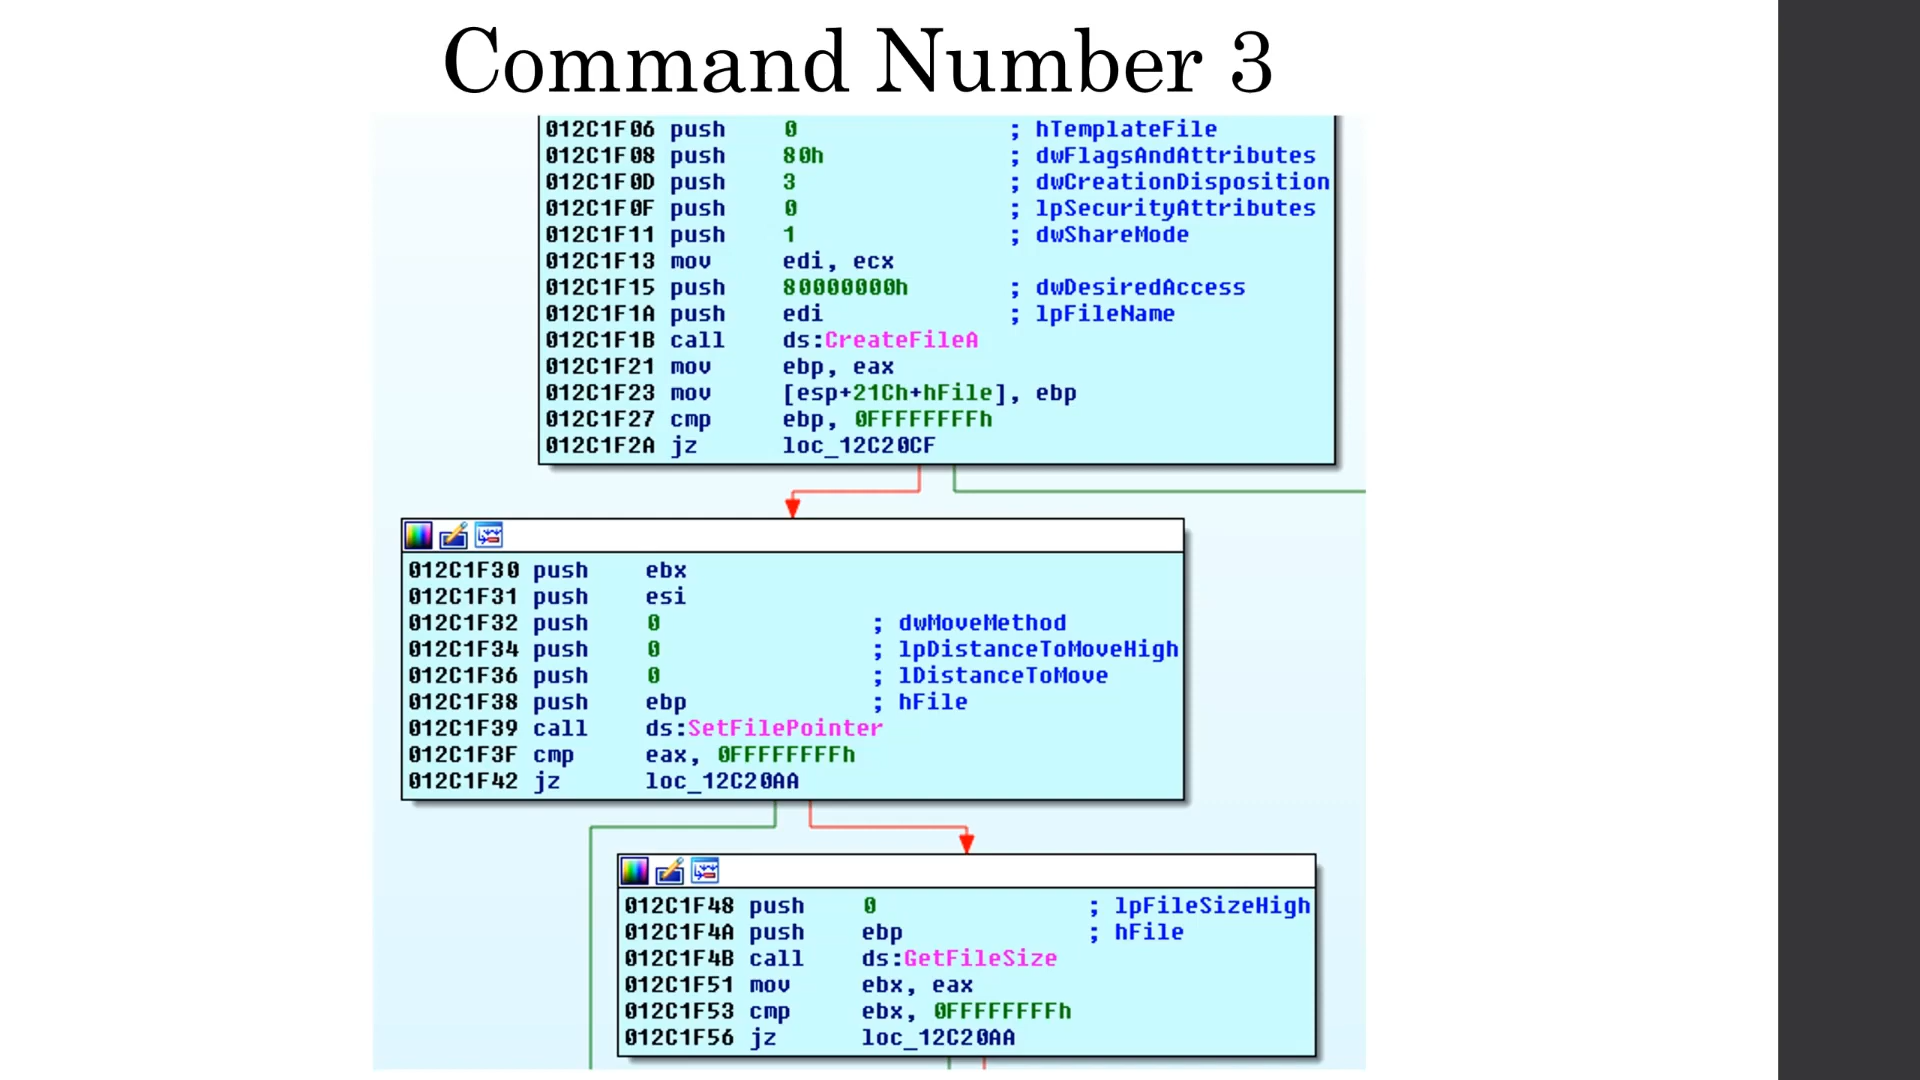 Command Number 3
012C1F06 push 0 ; hTemplateFile
012C1F08 push 80h ; dwFlagsAndAttributes
012C1F0D push 3 ; dwCreationDisposition
012C1F0F push 0 ; lpSecurityAttributes
012C1F11 push 1 ; dwShareMode
012C1F13 mov edi, ecx
012C1F15 push 80000000h ; dwDesiredAccess
012C1F1A push edi ; lpFileName
012C1F1B call ds:CreateFileA
012C1F21 mov ebp, eax
012C1F23 mov [esp+21Ch+hFile], ebp
012C1F27 cmp ebp, 0FFFFFFFFh
012C1F2A jz loc_12C20CF
012C1F30 push ebx
012C1F31 push esi
012C1F32 push 0 ; dwMoveMethod
012C1F34 push 0 ; lpDistanceToMoveHigh
012C1F36 push 0 ; lDistanceToMove
012C1F38 push ebp ; hFile
012C1F39 call ds:SetFilePointer
012C1F3F cmp eax, 0FFFFFFFFh
012C1F42 jz loc_12C20AA
012C1F48 push 0 ; lpFileSizeHigh
012C1F4A push ebp ; hFile
012C1F4B call ds:GetFileSize
012C1F51 mov ebx, eax
012C1F53 cmp ebx, 0FFFFFFFFh
012C1F56 jz loc_12C20AA